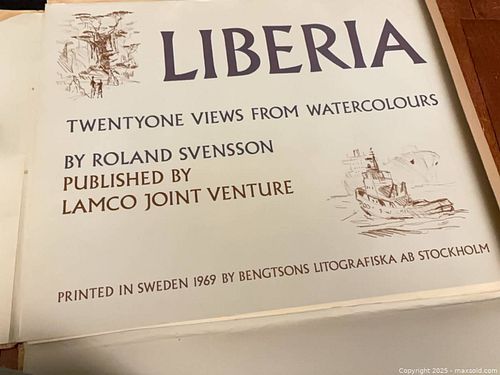 LIBERIA
TWENTYONE VIEWS FROM WATERCOLOURS
BY ROLAND SVENSSON
PUBLISHED BY
LAMCO JOINT VENTURE
PRINTED IN SWEDEN 1969 BY BENGTSONS LITOGRAFISKA AB STOCKHOLM
Copyright 2025 - maxsold.com